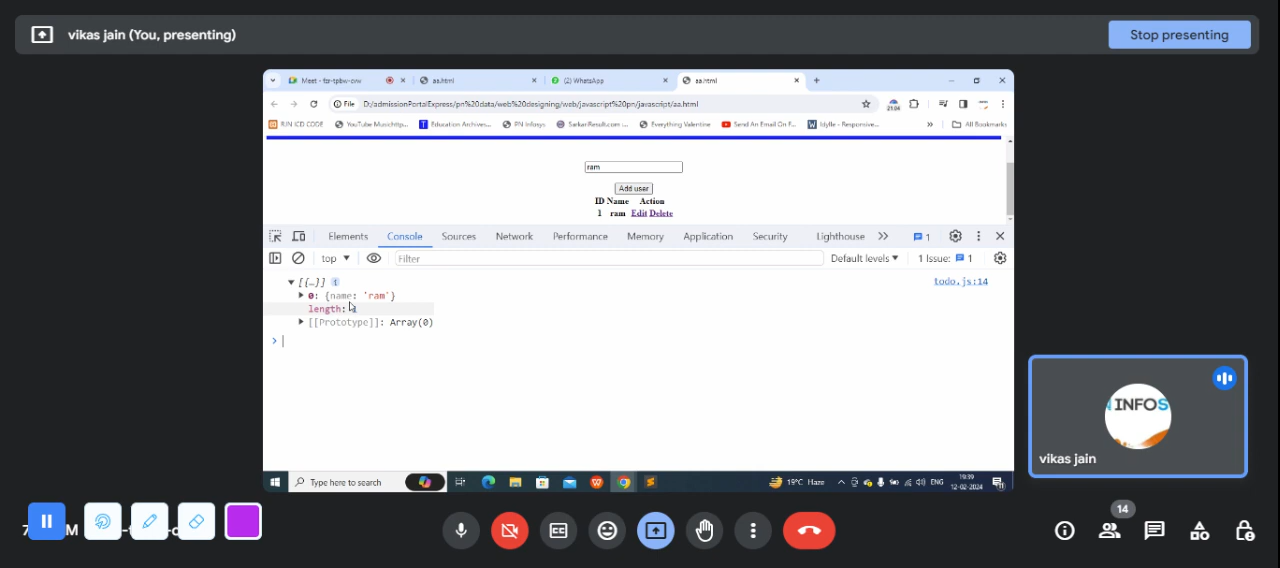 vikas jain (You, presenting)
Stop presenting
Meet - fzr-tpbw-orw
aa.html
(2) WhatsApp
aa.html
File D:/admissionPortalExpress/pn%20data/web%20designing/web/javascript%20pn/javascript/aa.html
RJN ICD CODE
YouTube Musichttp...
Education Archives...
PN Infosys
SarkariResult.com :...
Everything Valentine
Send An Email On F...
Idylle - Responsive...
»
All Bookmarks
ram
Add user
ID Name Action
1 ram Edit Delete
Elements Console Sources Network Performance Memory Application Security Lighthouse » 1
top ▼ Filter Default levels ▼ 1 Issue: 1
▼ [{…}] i todo.js:14
▶ 0: {name: 'ram'}
length: 1
▶ [[Prototype]]: Array(0)
>
INFOS
vikas jain
Type here to search
19°C Haze
ENG
19:39
12-02-2024
14